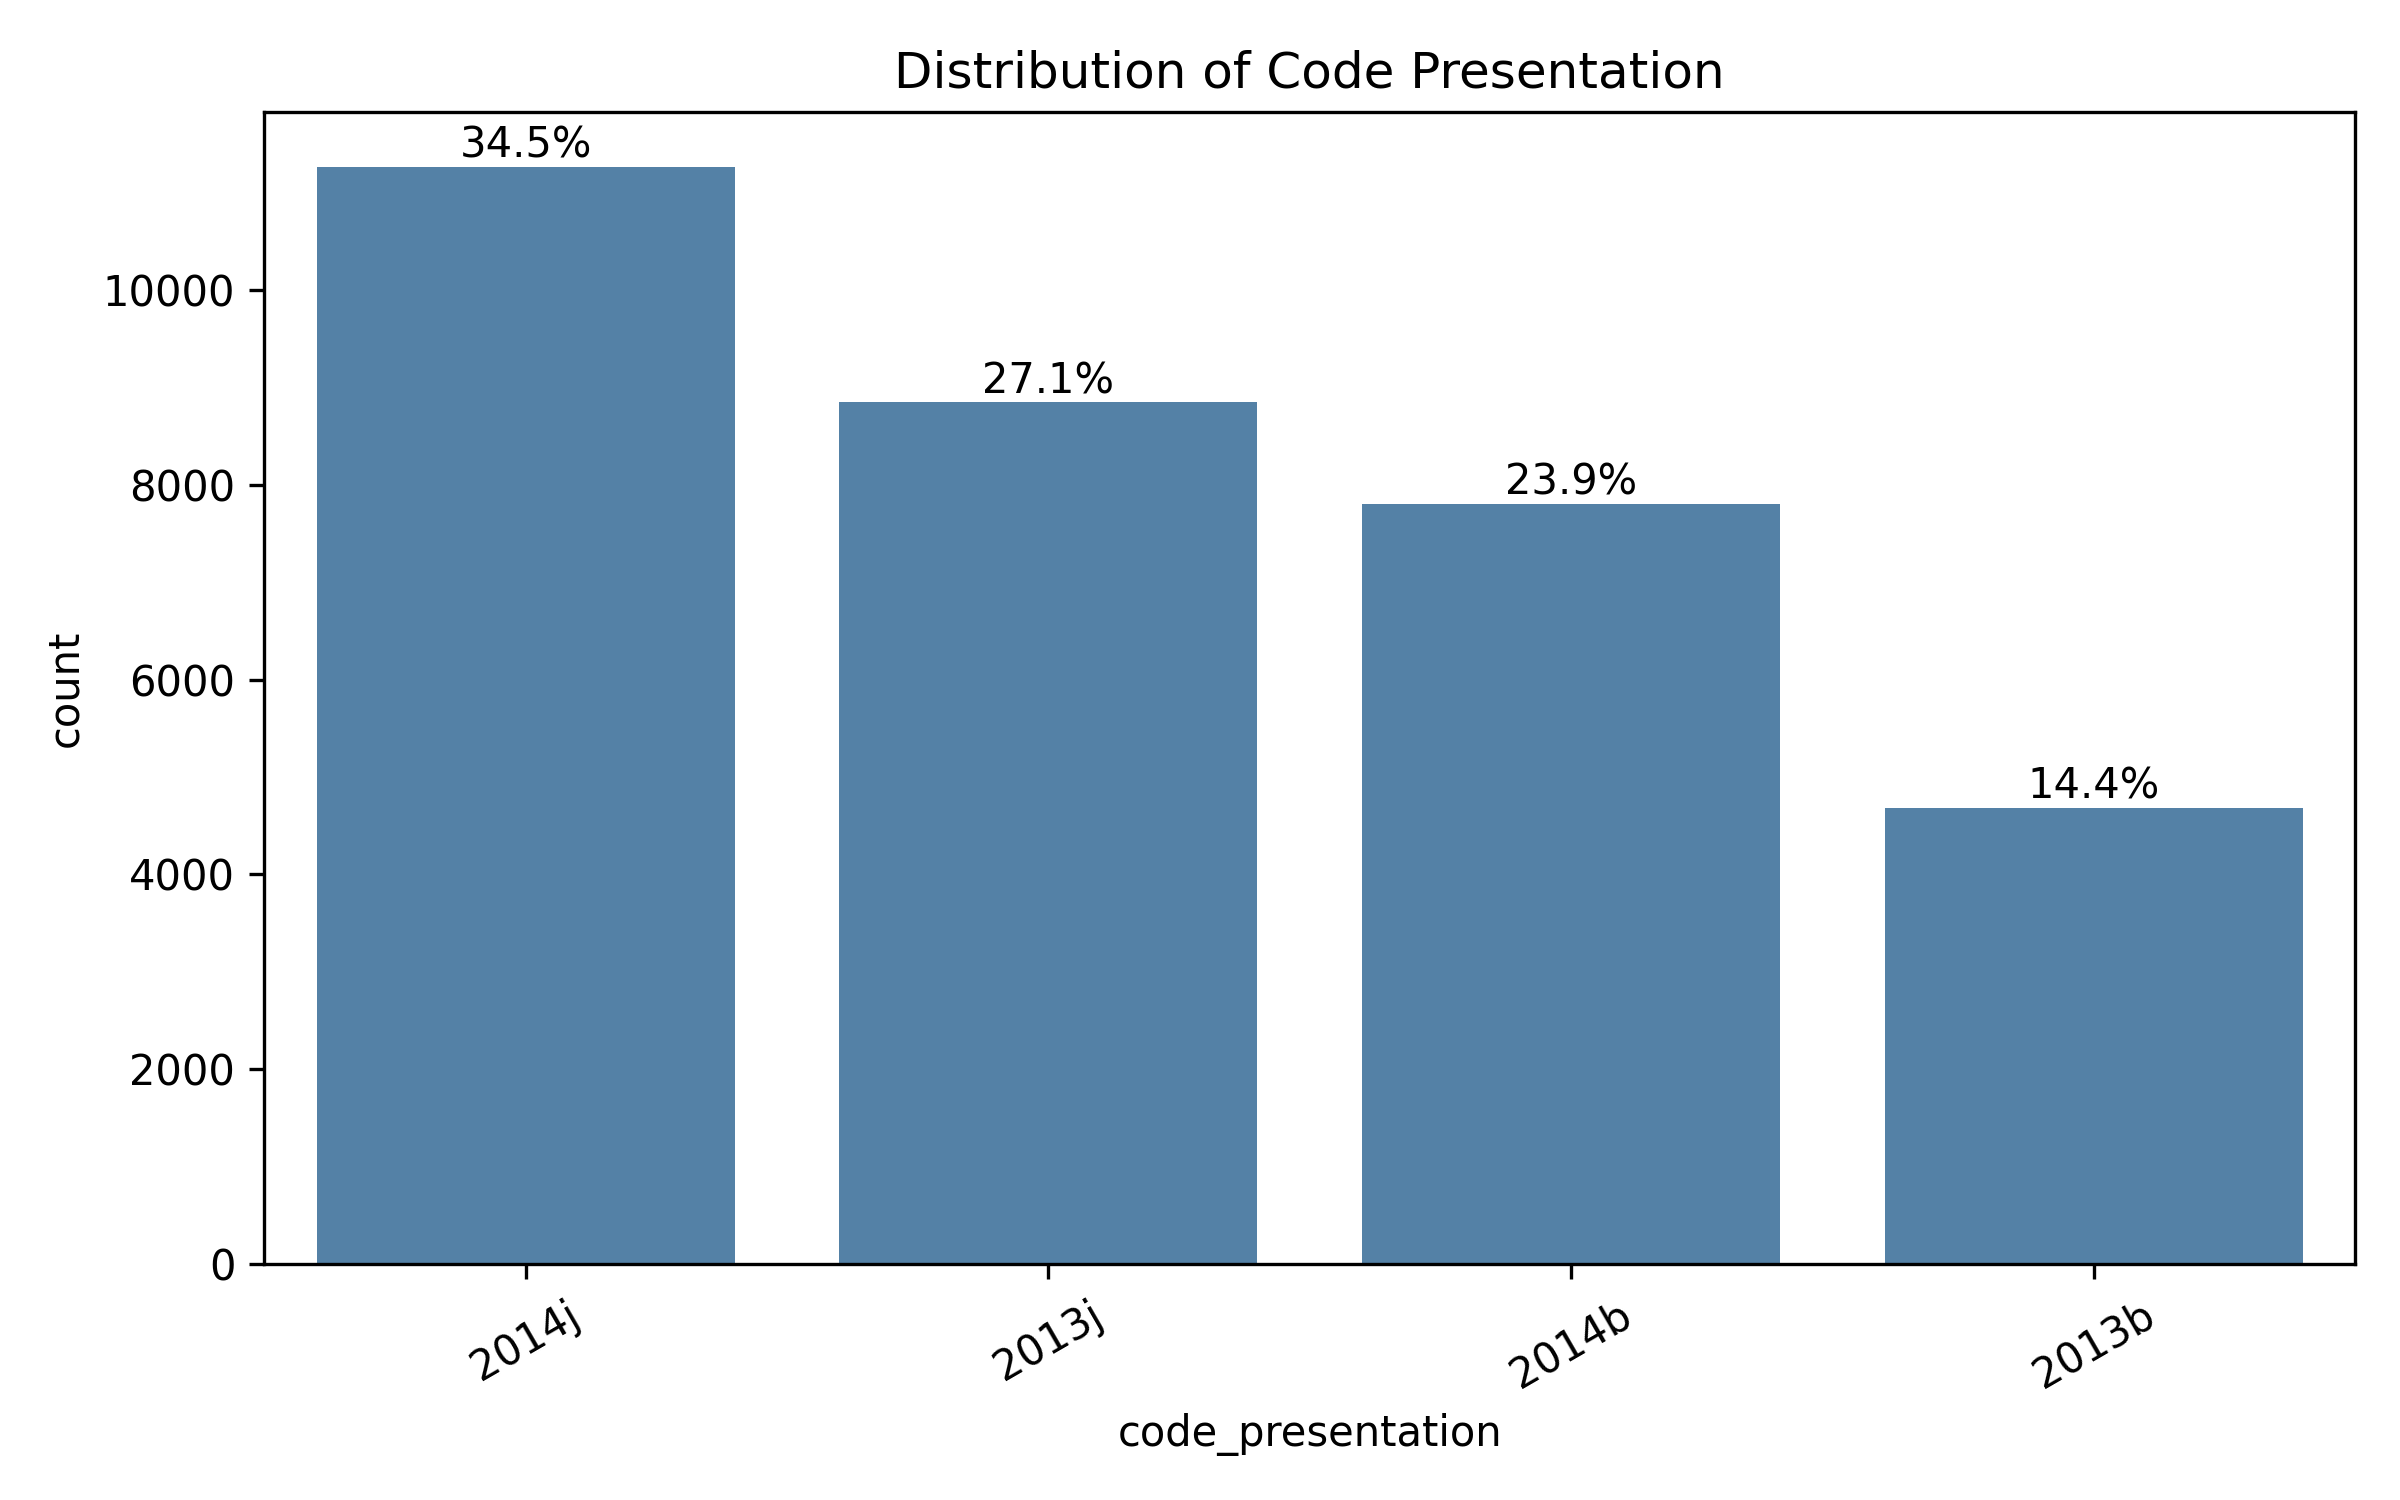 Distribution of Code Presentation
34.5%
27.1%
23.9%
14.4%
10000
8000
6000
4000
2000
0
count
2014j
2013j
2014b
2013b
code_presentation